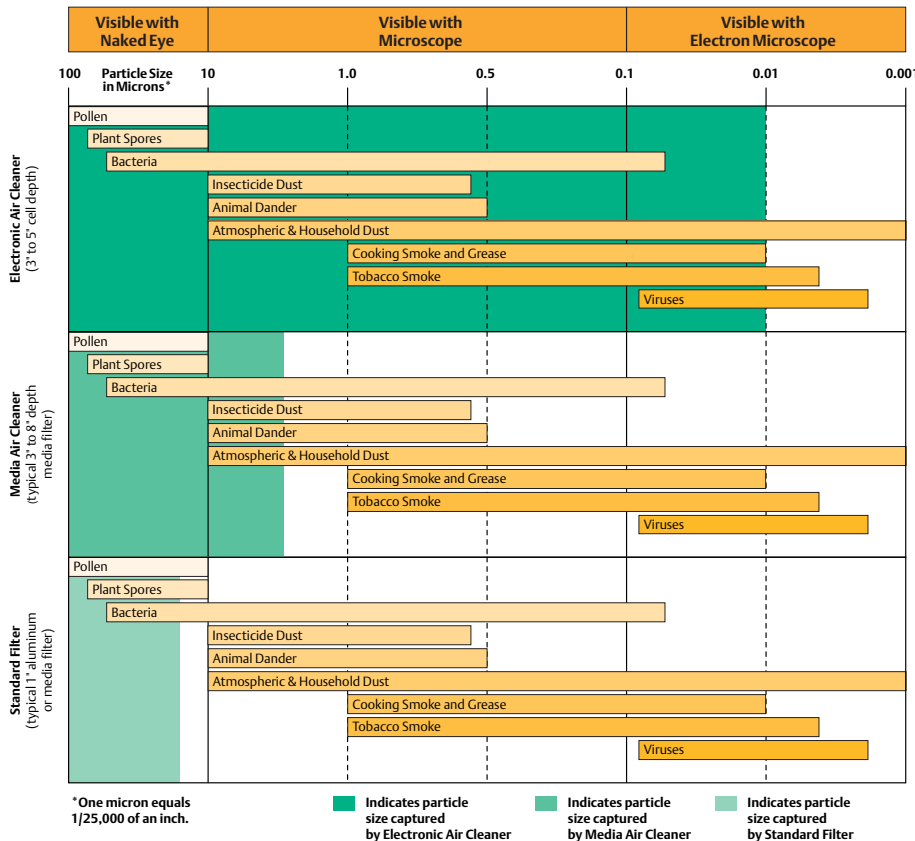 Visible with
Naked Eye
Visible with
Microscope
Visible with
Electron Microscope
100
Particle Size
in Microns*
10
1.0
0.5
0.1
0.01
0.001
Electronic Air Cleaner
(3" to 5" cell depth)
Pollen
Plant Spores
Bacteria
Insecticide Dust
Animal Dander
Atmospheric & Household Dust
Cooking Smoke and Grease
Tobacco Smoke
Viruses
Media Air Cleaner
(typical 3" to 8" depth
media filter)
Pollen
Plant Spores
Bacteria
Insecticide Dust
Animal Dander
Atmospheric & Household Dust
Cooking Smoke and Grease
Tobacco Smoke
Viruses
Standard Filter
(typical 1" aluminum
or media filter)
Pollen
Plant Spores
Bacteria
Insecticide Dust
Animal Dander
Atmospheric & Household Dust
Cooking Smoke and Grease
Tobacco Smoke
Viruses
*One micron equals
1/25,000 of an inch.
Indicates particle
size captured
by Electronic Air Cleaner
Indicates particle
size captured
by Media Air Cleaner
Indicates particle
size captured
by Standard Filter